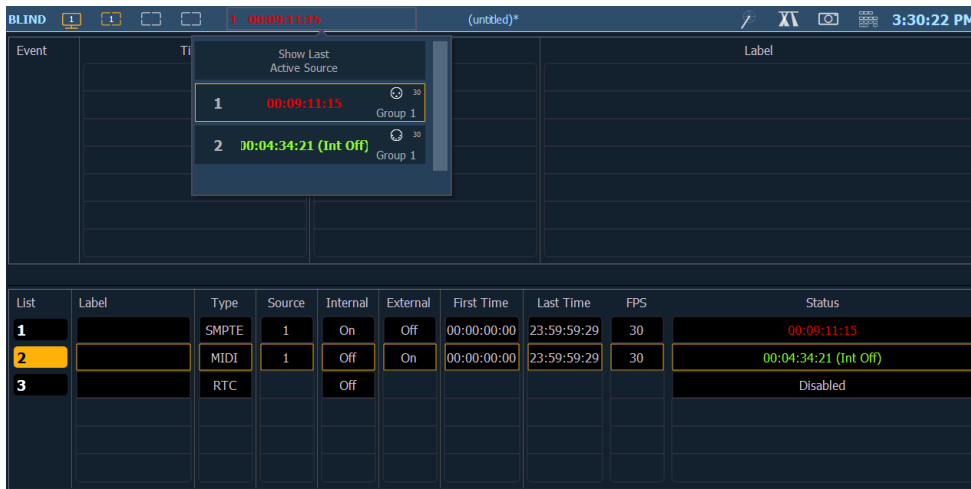 BLIND 1 1 1 00:09:11:15 (untitled)* 3:30:22 PM
Event Ti Label
Show Last
Active Source
1 00:09:11:15 30
Group 1
2 00:04:34:21 (Int Off) 30
Group 1
List Label Type Source Internal External First Time Last Time FPS Status
1 SMPTE 1 On Off 00:00:00:00 23:59:59:29 30 00:09:11:15
2 MIDI 1 Off On 00:00:00:00 23:59:59:29 30 00:04:34:21 (Int Off)
3 RTC Off Disabled